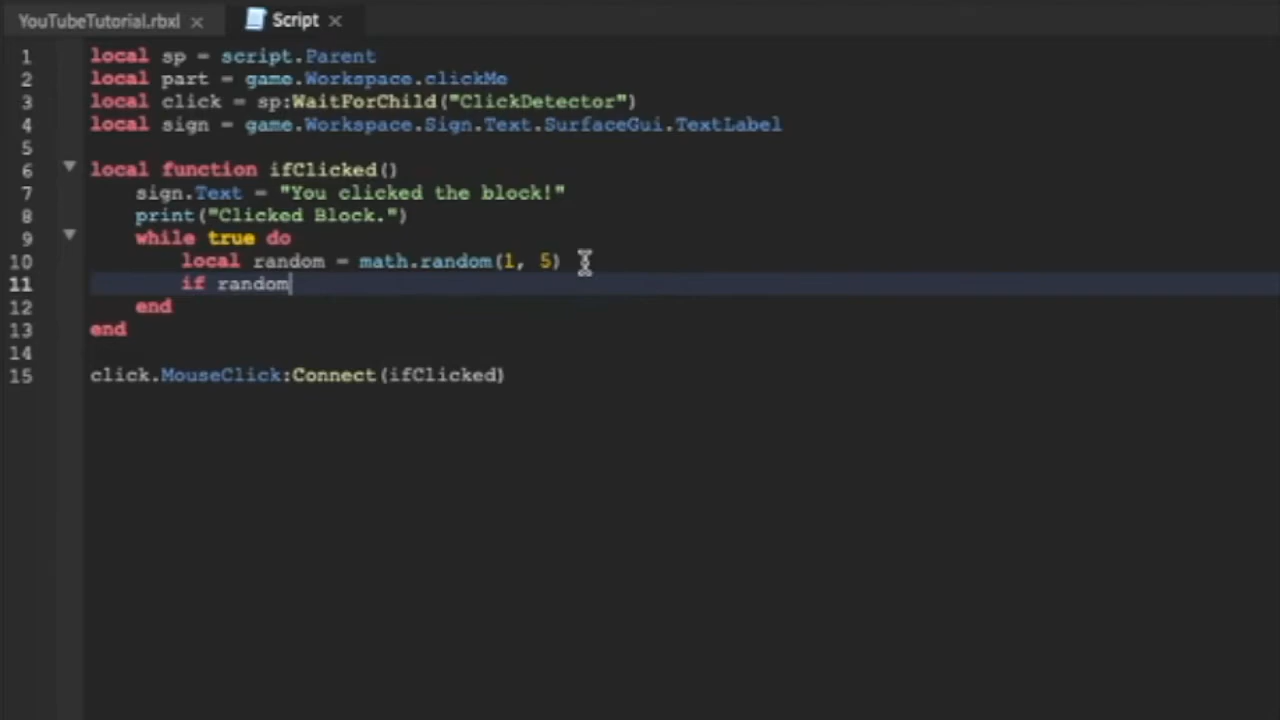 YouTubeTutorial.rbxl × Script ×
1 local sp = script.Parent
2 local part = game.Workspace.clickMe
3 local click = sp:WaitForChild("ClickDetector")
4 local sign = game.Workspace.Sign.Text.SurfaceGui.TextLabel
5
6 local function ifClicked()
7 sign.Text = "You clicked the block!"
8 print("Clicked Block.")
9 while true do
10 local random = math.random(1, 5)
11 if random
12 end
13 end
14
15 click.MouseClick:Connect(ifClicked)